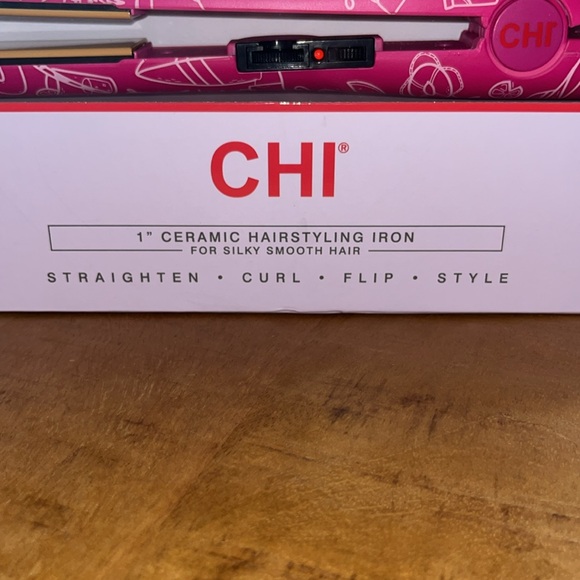 CHI
CHI®
1" CERAMIC HAIRSTYLING IRON
FOR SILKY SMOOTH HAIR
STRAIGHTEN • CURL • FLIP • STYLE